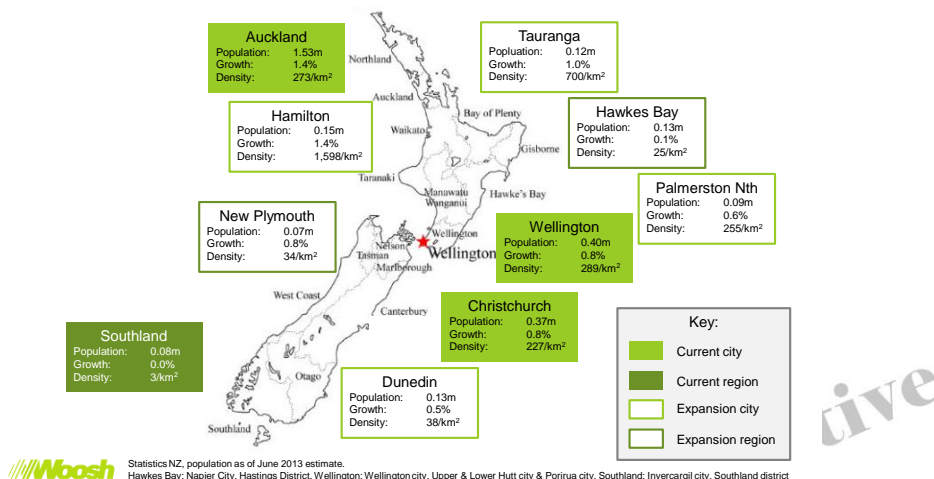 Auckland
Population: 1.53m
Growth: 1.4%
Density: 273/km²
Tauranga
Popluation: 0.12m
Growth: 1.0%
Density: 700/km²
Northland
Auckland
Hamilton
Population: 0.15m
Growth: 1.4%
Density: 1,598/km²
Bay of Plenty
Waikato
Hawkes Bay
Population: 0.13m
Growth: 0.1%
Density: 25/km²
Gisborne
Taranaki
Hawke's Bay
Manawatu
Wanganui
Palmerston Nth
Population: 0.09m
Growth: 0.6%
Density: 255/km²
New Plymouth
Population: 0.07m
Growth: 0.8%
Density: 34/km²
Wellington
Wellington
Nelson
Tasman
Marlborough
Wellington
Population: 0.40m
Growth: 0.8%
Density: 289/km²
West Coast
Canterbury
Christchurch
Population: 0.37m
Growth: 0.8%
Density: 227/km²
Southland
Population: 0.08m
Growth: 0.0%
Density: 3/km²
Otago
Southland
Dunedin
Population: 0.13m
Growth: 0.5%
Density: 38/km²
Key:
Current city
Current region
Expansion city
Expansion region
tive
Woosh
Statistics NZ, population as of June 2013 estimate.
Hawkes Bay: Napier City, Hastings District, Wellington: Wellington city, Upper & Lower Hutt city & Porirua city, Southland: Invercargil city, Southland district